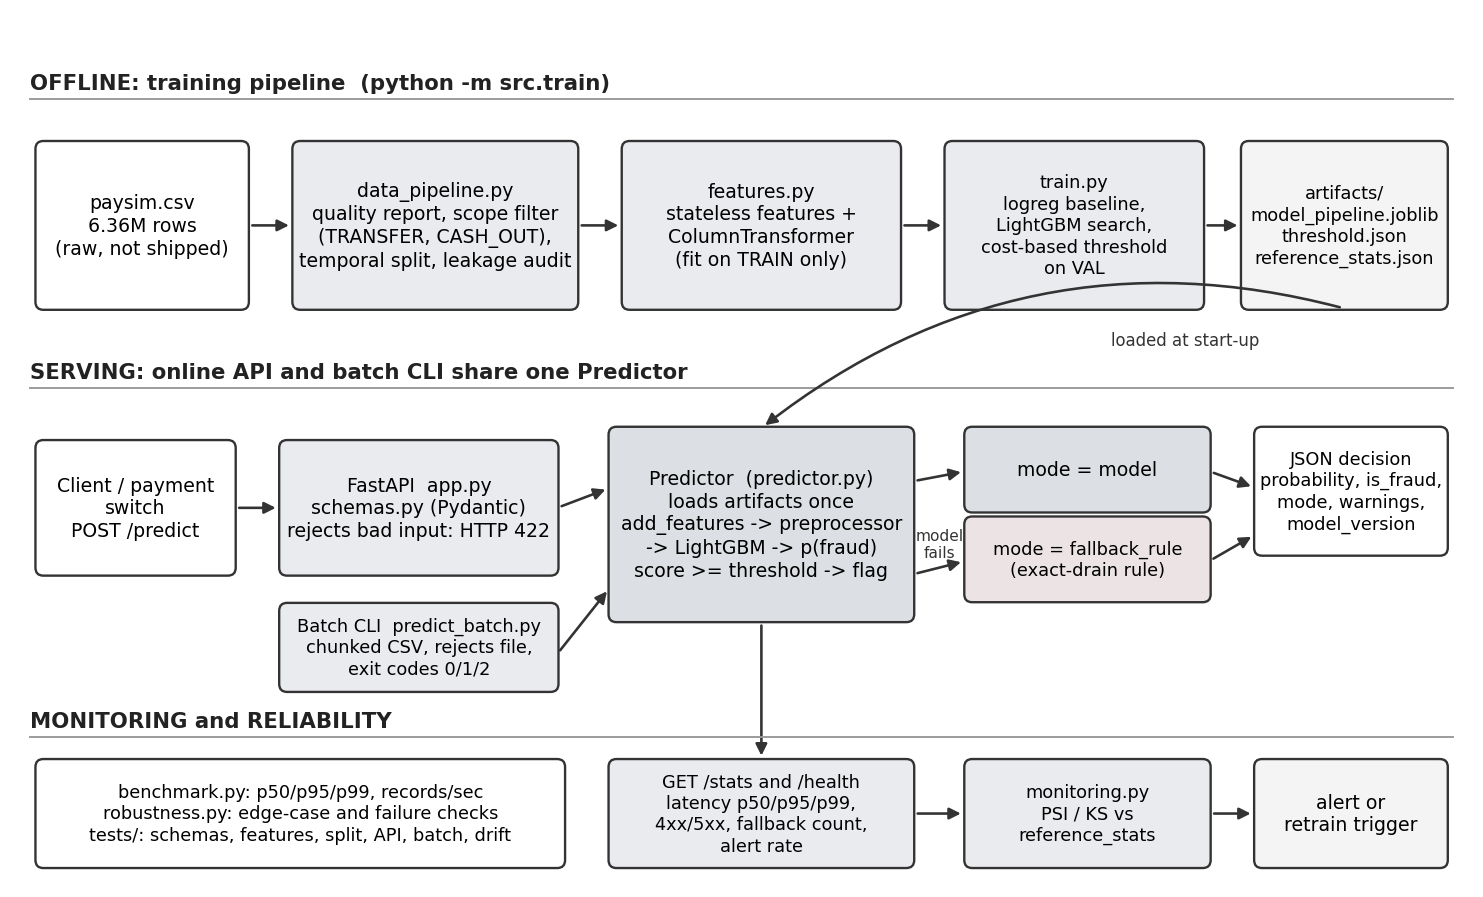 OFFLINE: training pipeline  (python -m src.train)
paysim.csv
6.36M rows
(raw, not shipped)
data_pipeline.py
quality report, scope filter
(TRANSFER, CASH_OUT),
temporal split, leakage audit
features.py
stateless features +
ColumnTransformer
(fit on TRAIN only)
train.py
logreg baseline,
LightGBM search,
cost-based threshold
on VAL
artifacts/
model_pipeline.joblib
threshold.json
reference_stats.json
loaded at start-up
SERVING: online API and batch CLI share one Predictor
Client / payment
switch
POST /predict
FastAPI  app.py
schemas.py (Pydantic)
rejects bad input: HTTP 422
Batch CLI  predict_batch.py
chunked CSV, rejects file,
exit codes 0/1/2
Predictor  (predictor.py)
loads artifacts once
add_features -> preprocessor
-> LightGBM -> p(fraud)
score >= threshold -> flag
model
fails
mode = model
mode = fallback_rule
(exact-drain rule)
JSON decision
probability, is_fraud,
mode, warnings,
model_version
MONITORING and RELIABILITY
benchmark.py: p50/p95/p99, records/sec
robustness.py: edge-case and failure checks
tests/: schemas, features, split, API, batch, drift
GET /stats and /health
latency p50/p95/p99,
4xx/5xx, fallback count,
alert rate
monitoring.py
PSI / KS vs
reference_stats
alert or
retrain trigger